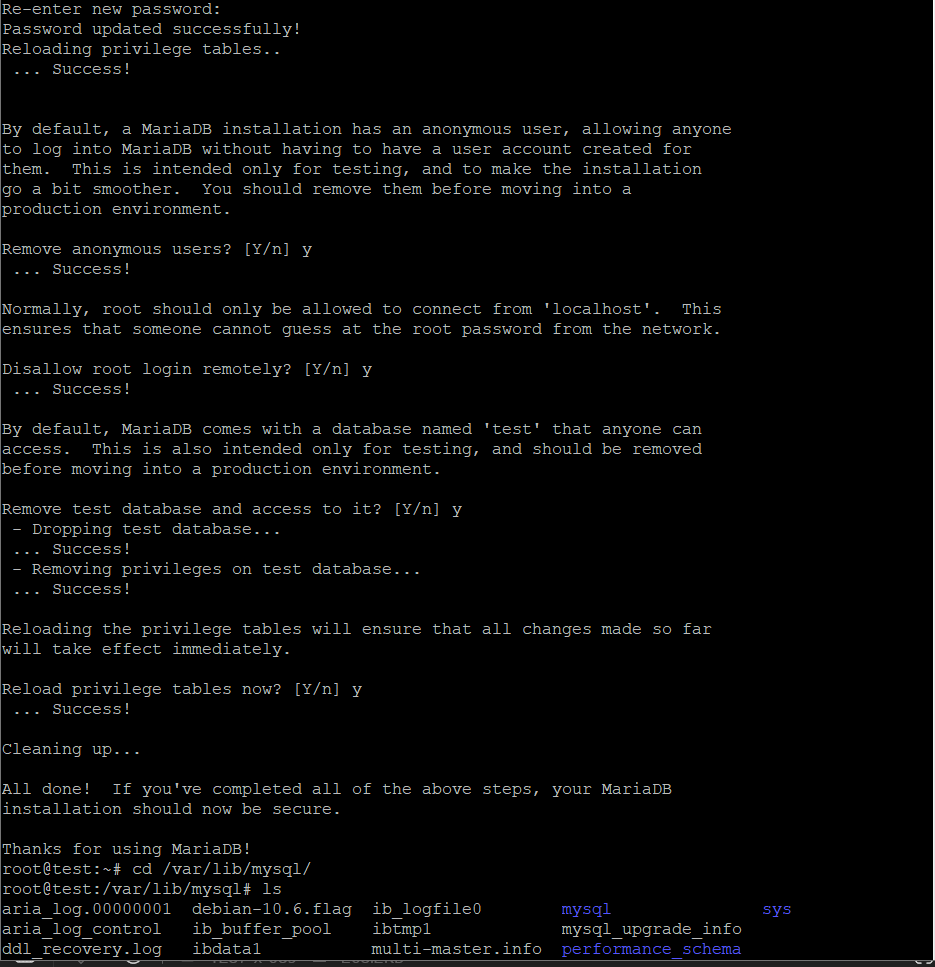 Re-enter new password:
Password updated successfully!
Reloading privilege tables..
 ... Success!
By default, a MariaDB installation has an anonymous user, allowing anyone
to log into MariaDB without having to have a user account created for
them.  This is intended only for testing, and to make the installation
go a bit smoother.  You should remove them before moving into a
production environment.
Remove anonymous users? [Y/n] y
 ... Success!
Normally, root should only be allowed to connect from 'localhost'.  This
ensures that someone cannot guess at the root password from the network.
Disallow root login remotely? [Y/n] y
 ... Success!
By default, MariaDB comes with a database named 'test' that anyone can
access.  This is also intended only for testing, and should be removed
before moving into a production environment.
Remove test database and access to it? [Y/n] y
 - Dropping test database...
 ... Success!
 - Removing privileges on test database...
 ... Success!
Reloading the privilege tables will ensure that all changes made so far
will take effect immediately.
Reload privilege tables now? [Y/n] y
 ... Success!
Cleaning up...
All done!  If you've completed all of the above steps, your MariaDB
installation should now be secure.
Thanks for using MariaDB!
root@test:~# cd /var/lib/mysql/
root@test:/var/lib/mysql# ls
aria_log.00000001  debian-10.6.flag  ib_logfile0        mysql               sys
aria_log_control   ib_buffer_pool    ibtmp1             mysql_upgrade_info
ddl_recovery.log   ibdata1           multi-master.info  performance_schema